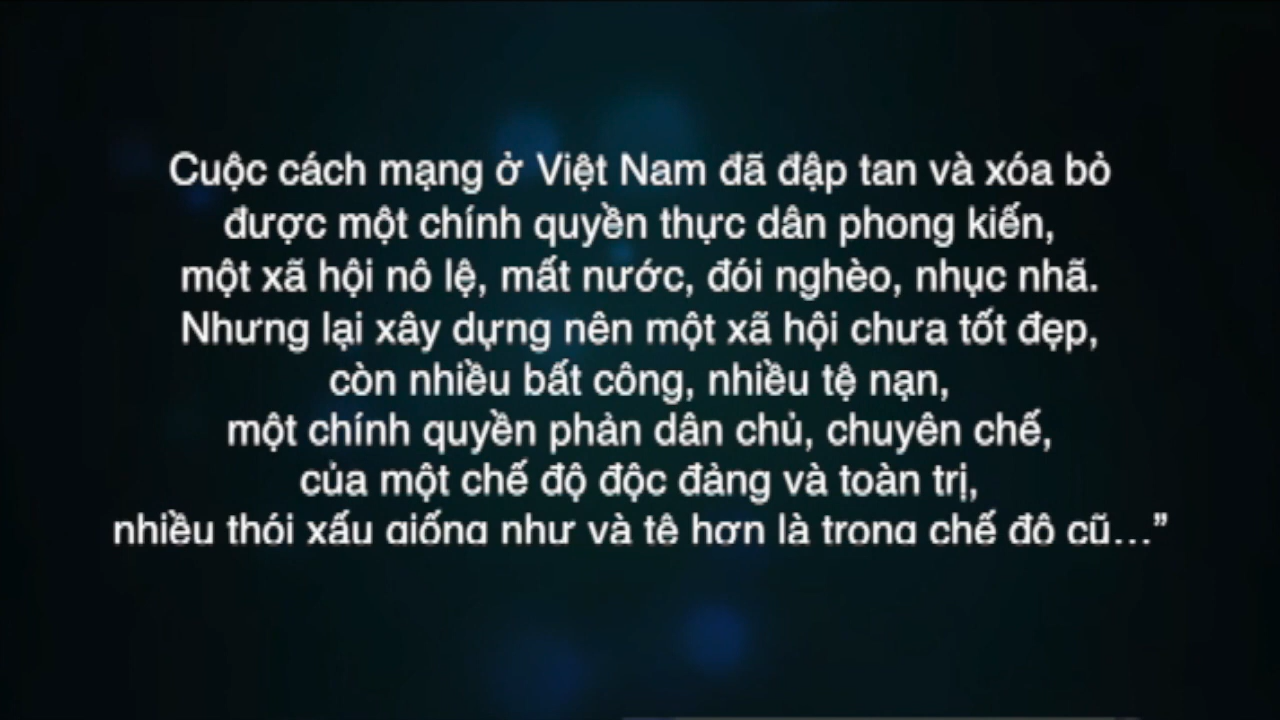 Cuộc cách mạng ở Việt Nam đã đập tan và xóa bỏ
được một chính quyền thực dân phong kiến,
một xã hội nô lệ, mất nước, đói nghèo, nhục nhã.
Nhưng lại xây dựng nên một xã hội chưa tốt đẹp,
còn nhiều bất công, nhiều tệ nạn,
một chính quyền phản dân chủ, chuyên chế,
của một chế độ độc đảng và toàn trị,
nhiều thói xấu giống như và tệ hơn là trong chế độ cũ…”